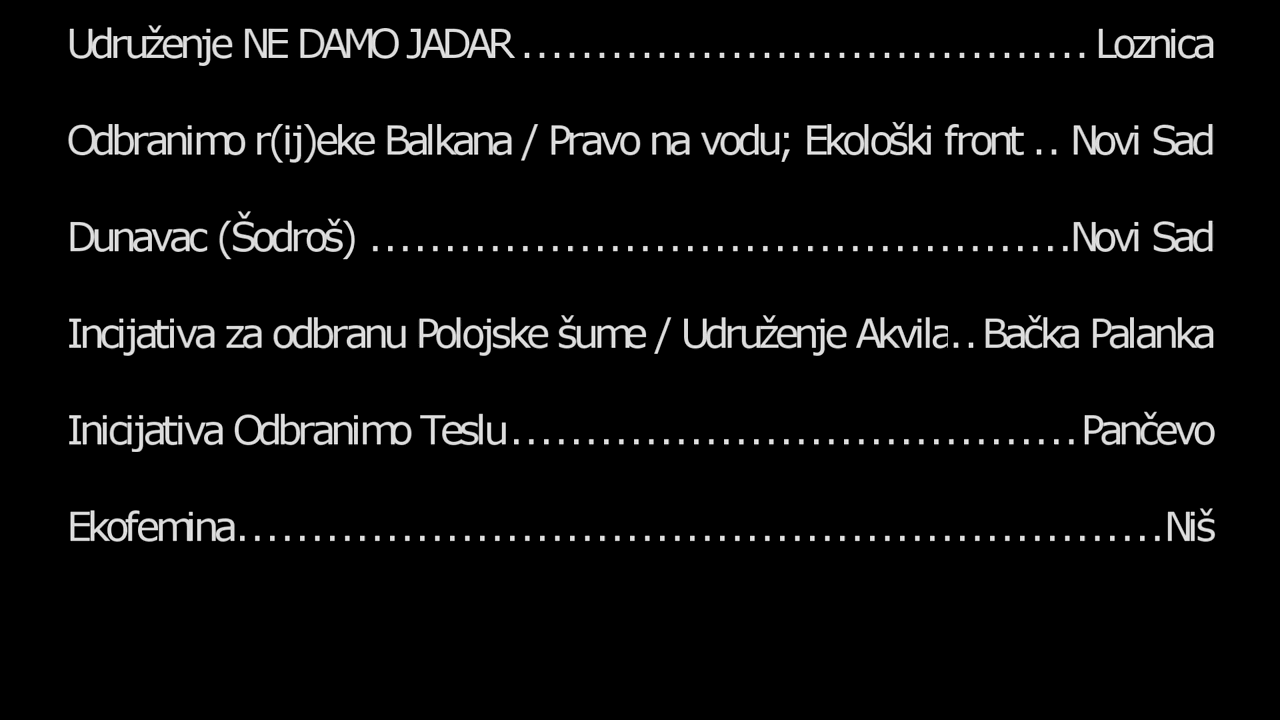 Udruženje NE DAMO JADAR ...................................... Loznica
Odbranimo r(ij)eke Balkana / Pravo na vodu; Ekološki front .. Novi Sad
Dunavac (Šodroš) ...............................................Novi Sad
Incijativa za odbranu Polojske šume / Udruženje Akvila.. Bačka Palanka
Inicijativa Odbranimo Teslu......................................Pančevo
Ekofemina..............................................................Niš